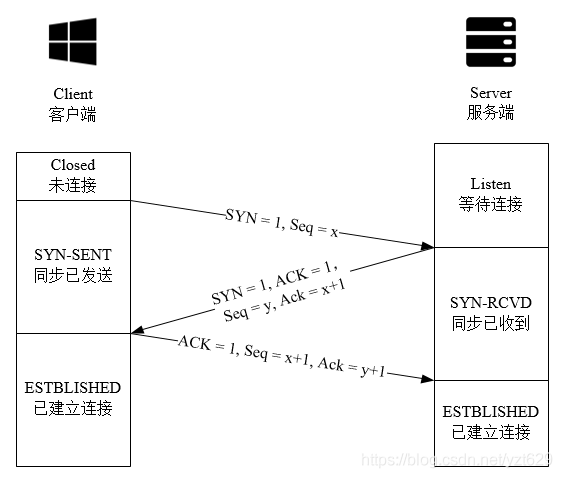 Client
客户端
Server
服务端
Closed
未连接
Listen
等待连接
SYN = 1, Seq = x
SYN-SENT
同步已发送
SYN = 1, ACK = 1,
Seq = y, Ack = x+1
SYN-RCVD
同步已收到
ACK = 1, Seq = x+1, Ack = y+1
ESTBLISHED
已建立连接
ESTBLISHED
已建立连接
https://blog.csdn.net/yzt629